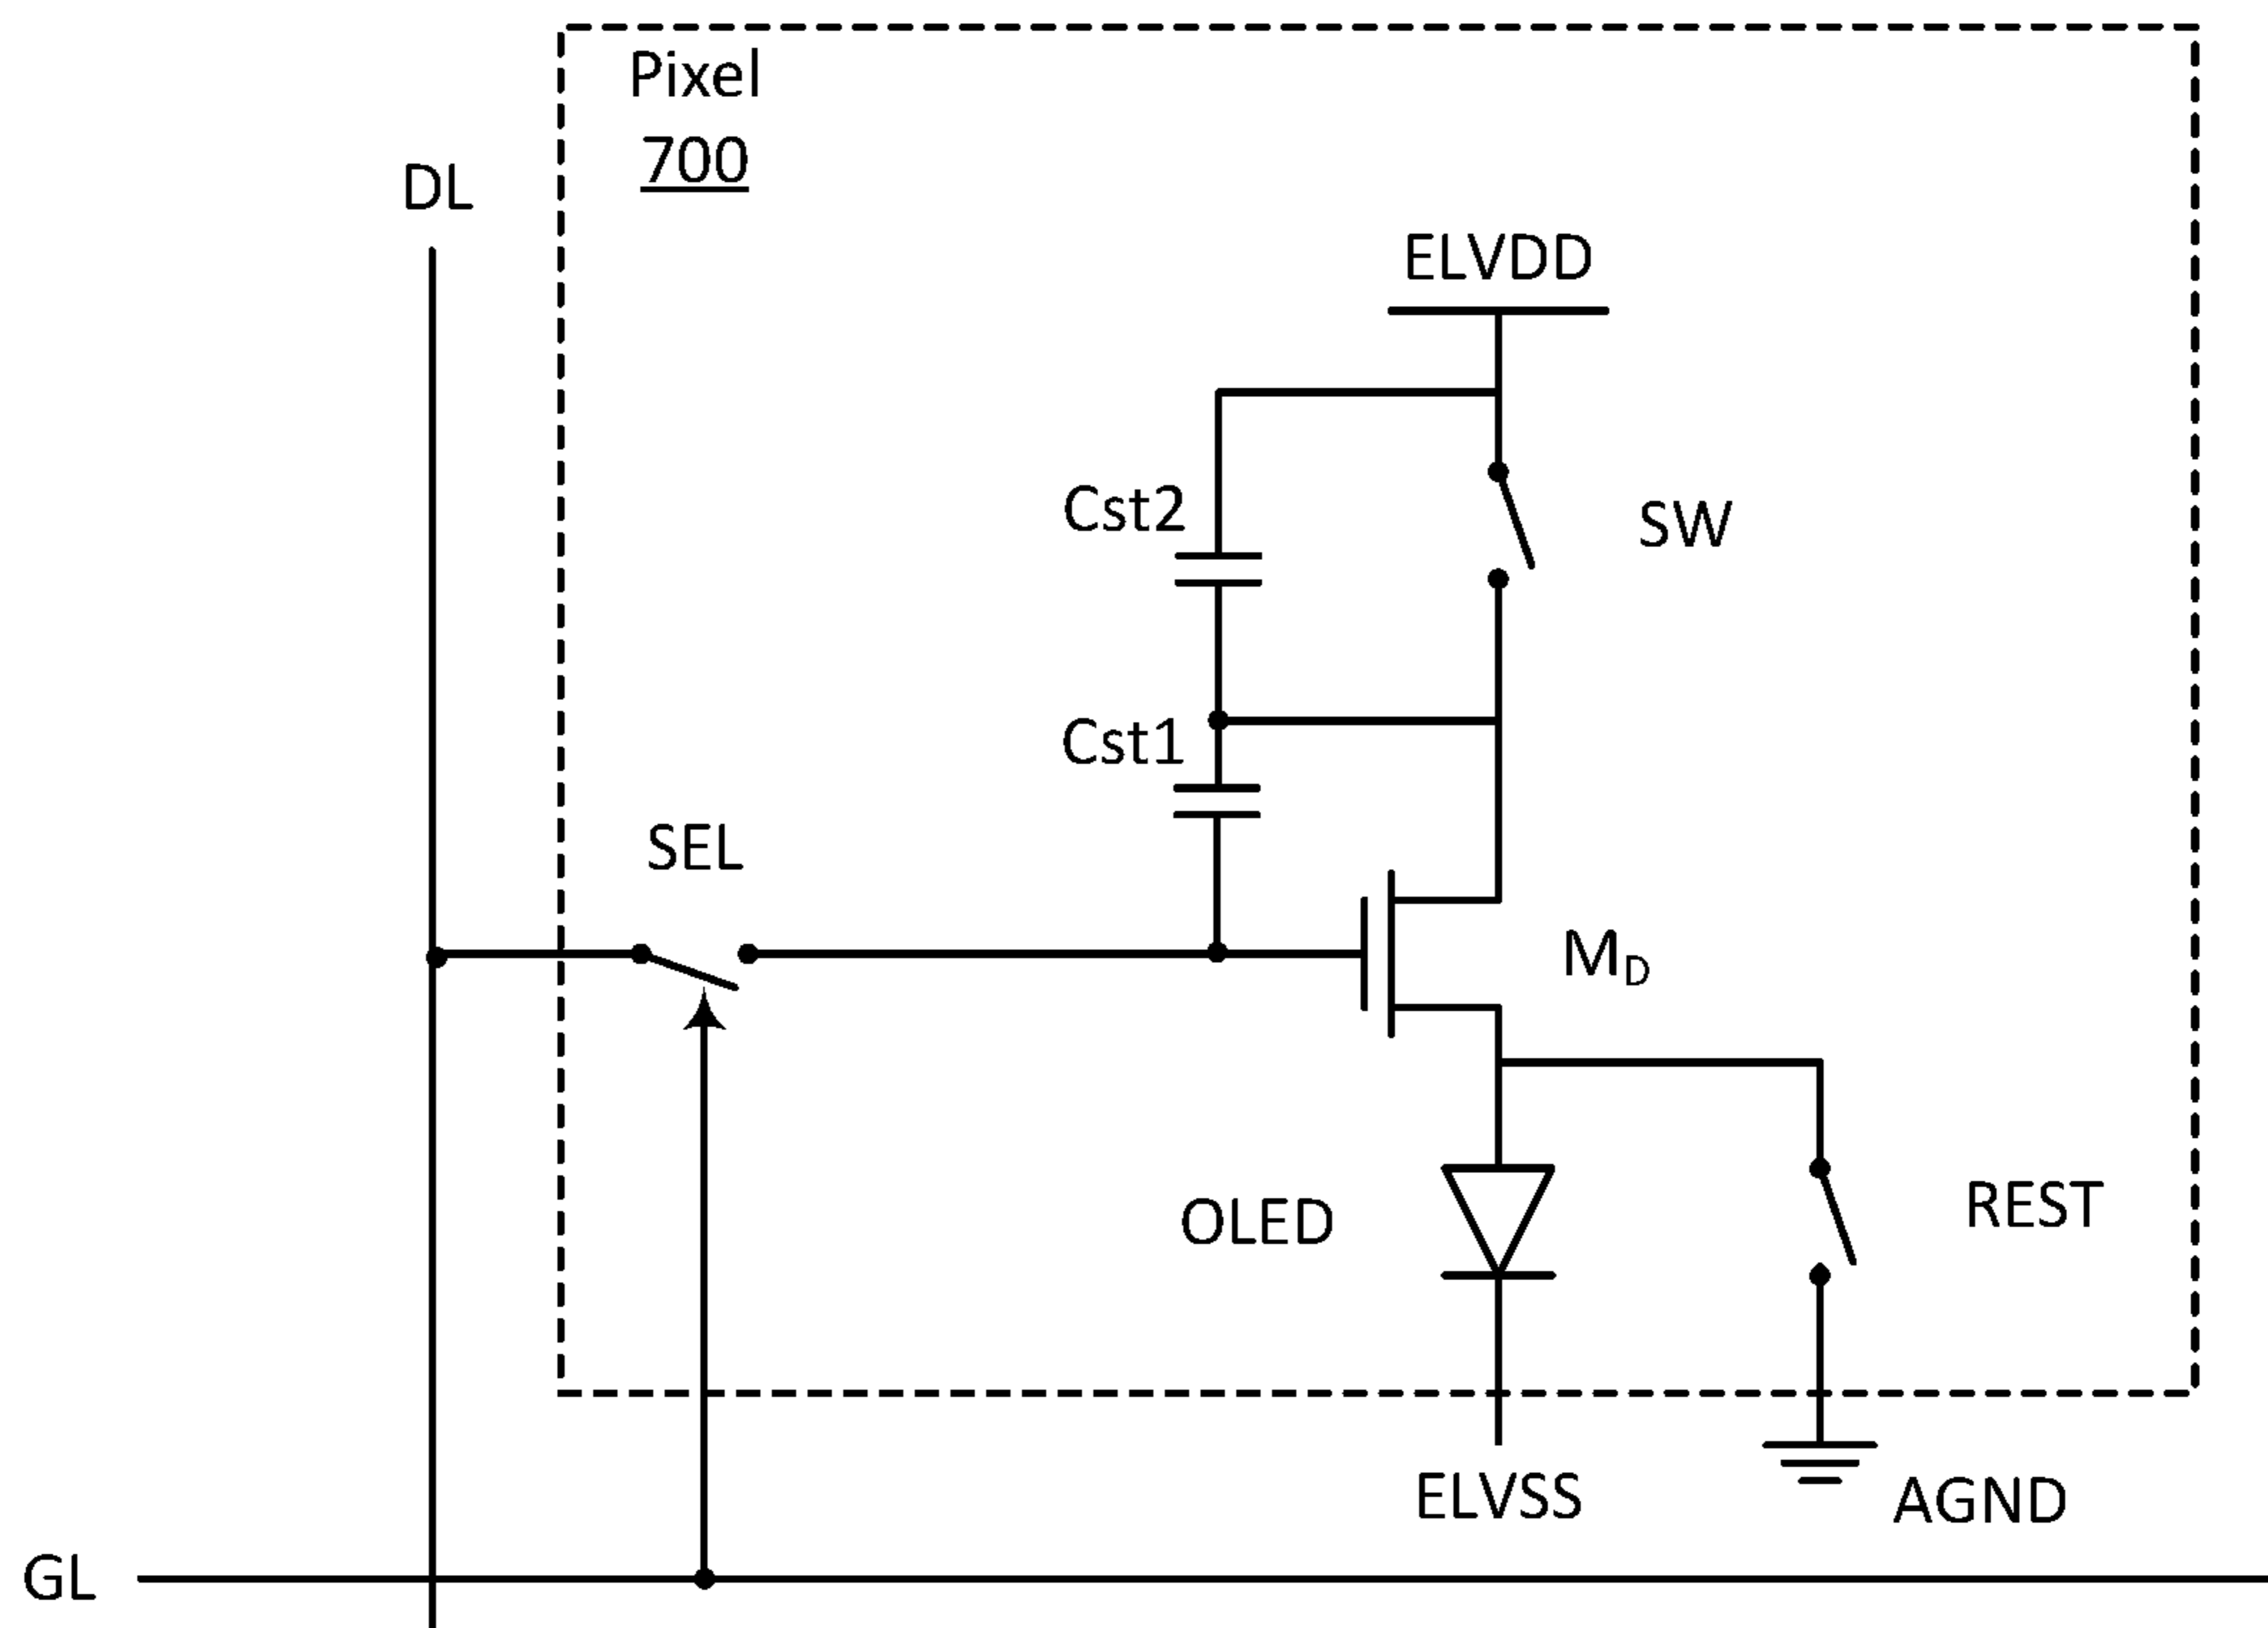 Pixel
700
DL
ELVDD
Cst2
SW
Cst1
SEL
MD
OLED
REST
ELVSS
AGND
GL